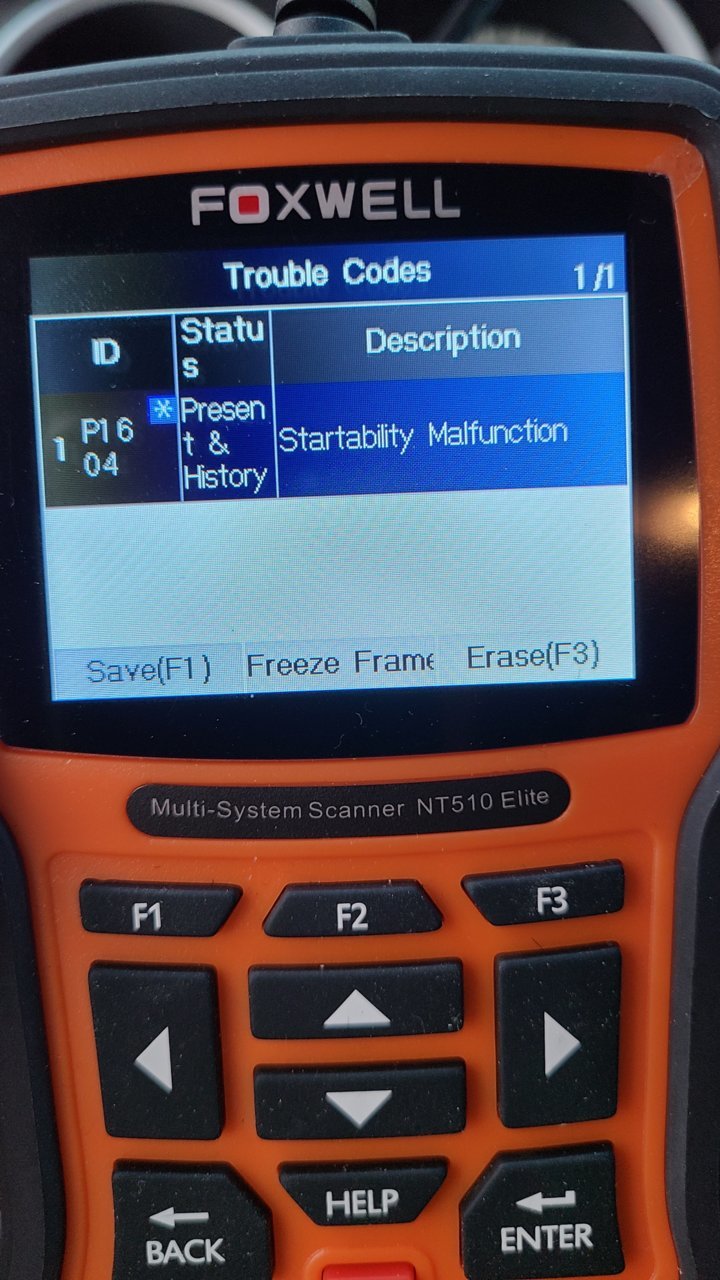 FOXWELL
Trouble Codes 1/1
ID Statu Description
s
1 P16 * Presen Startability Malfunction
04 t &
History
Save(F1) Freeze Frame Erase(F3)
Multi-System Scanner NT510 Elite
F1 F2 F3
HELP
BACK ENTER